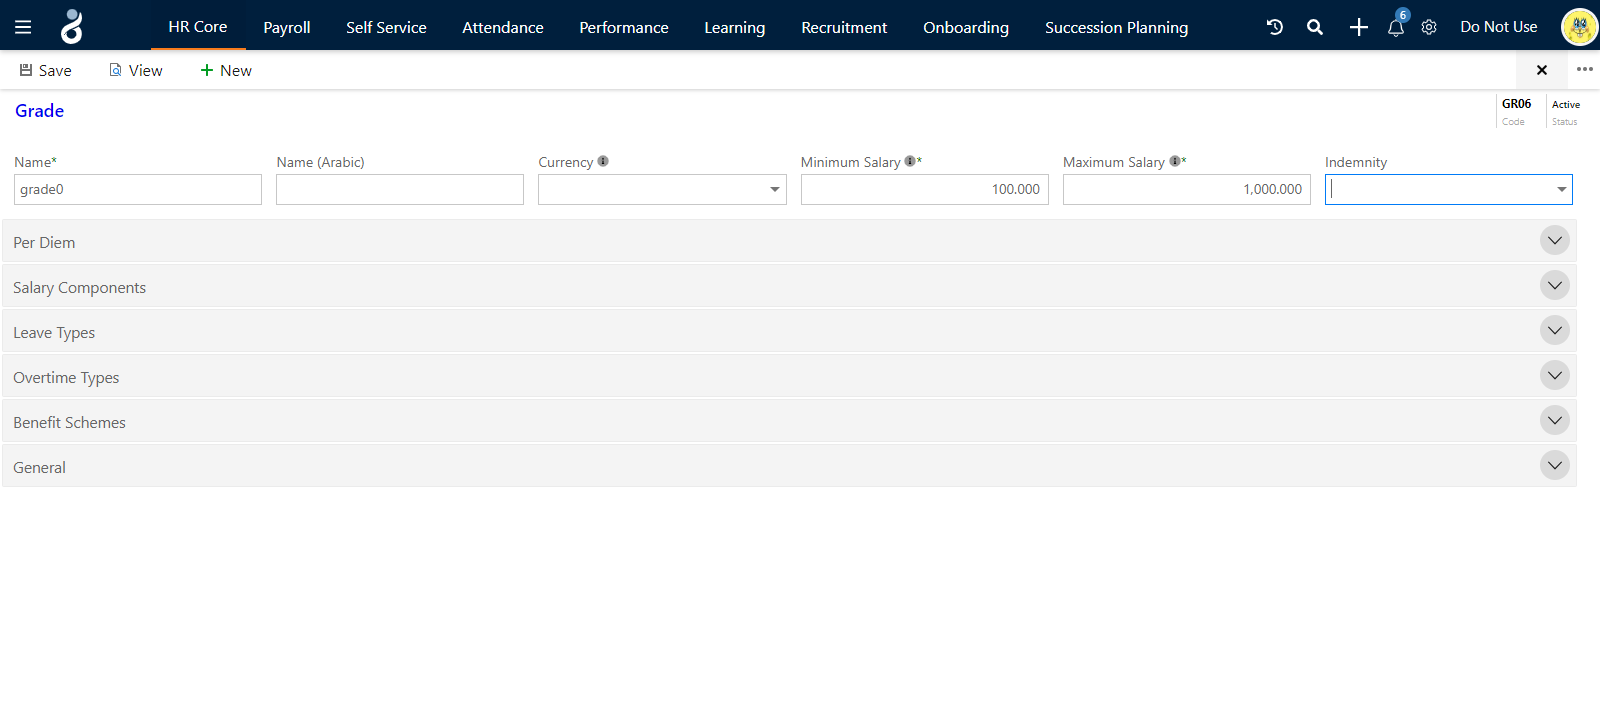 HR Core Payroll Self Service Attendance Performance Learning Recruitment Onboarding Succession Planning 6 Do Not Use
Save View New
Grade
GR06 Active
Code Status
Name* Name (Arabic) Currency Minimum Salary * Maximum Salary * Indemnity
grade0 100.000 1,000.000
Per Diem
Salary Components
Leave Types
Overtime Types
Benefit Schemes
General